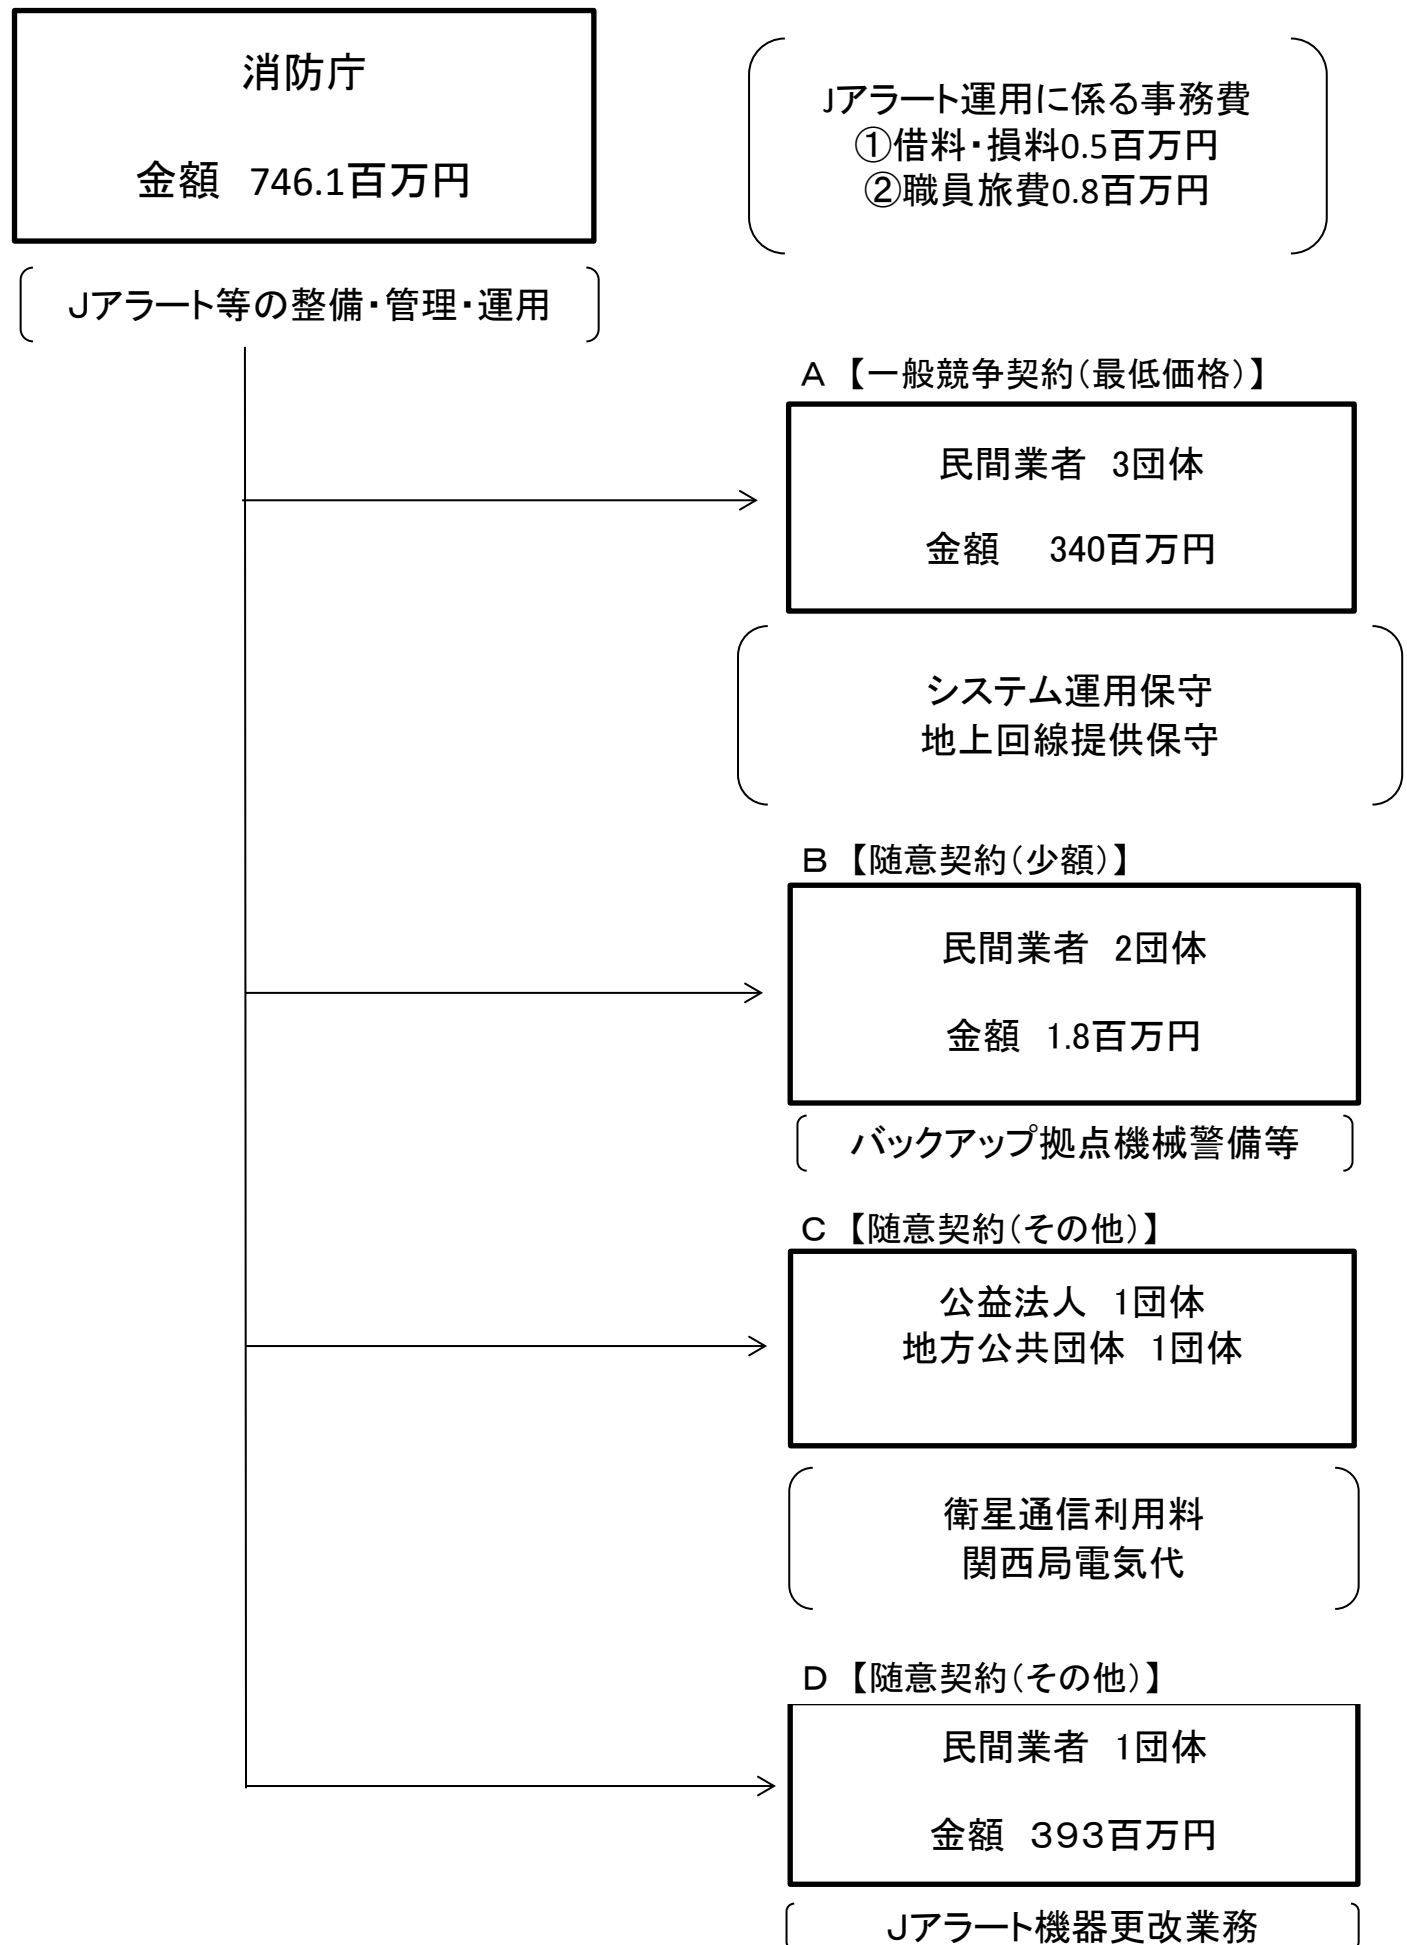 消防庁
金額 746.1百万円
Jアラート等の整備・管理・運用
Jアラート運用に係る事務費
①借料・損料0.5百万円
②職員旅費0.8百万円
A 【一般競争契約（最低価格）】
民間業者 3団体
金額 340百万円
システム運用保守
地上回線提供保守
B 【随意契約（少額）】
民間業者 2団体
金額 1.8百万円
バックアップ拠点機械警備等
C 【随意契約（その他）】
公益法人 1団体
地方公共団体 1団体
衛星通信利用料
関西局電気代
D 【随意契約（その他）】
民間業者 1団体
金額 393百万円
Jアラート機器更改業務